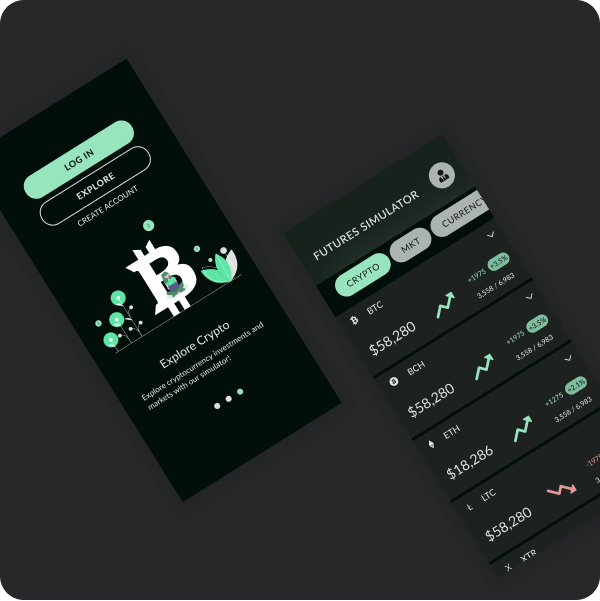 LOG IN
EXPLORE
CREATE ACCOUNT
Explore Crypto
Explore cryptocurrency investments and
markets with our simulator!
FUTURES SIMULATOR
CRYPTO
MKT
CURRENCY
BTC
$58,280
+1975
+3.5%
3,558 / 6,983
BCH
$58,280
+1975
+3.5%
3,558 / 6,983
ETH
$18,286
+1275
+2.1%
3,558 / 6,983
LTC
$58,280
-197
3,
XTR